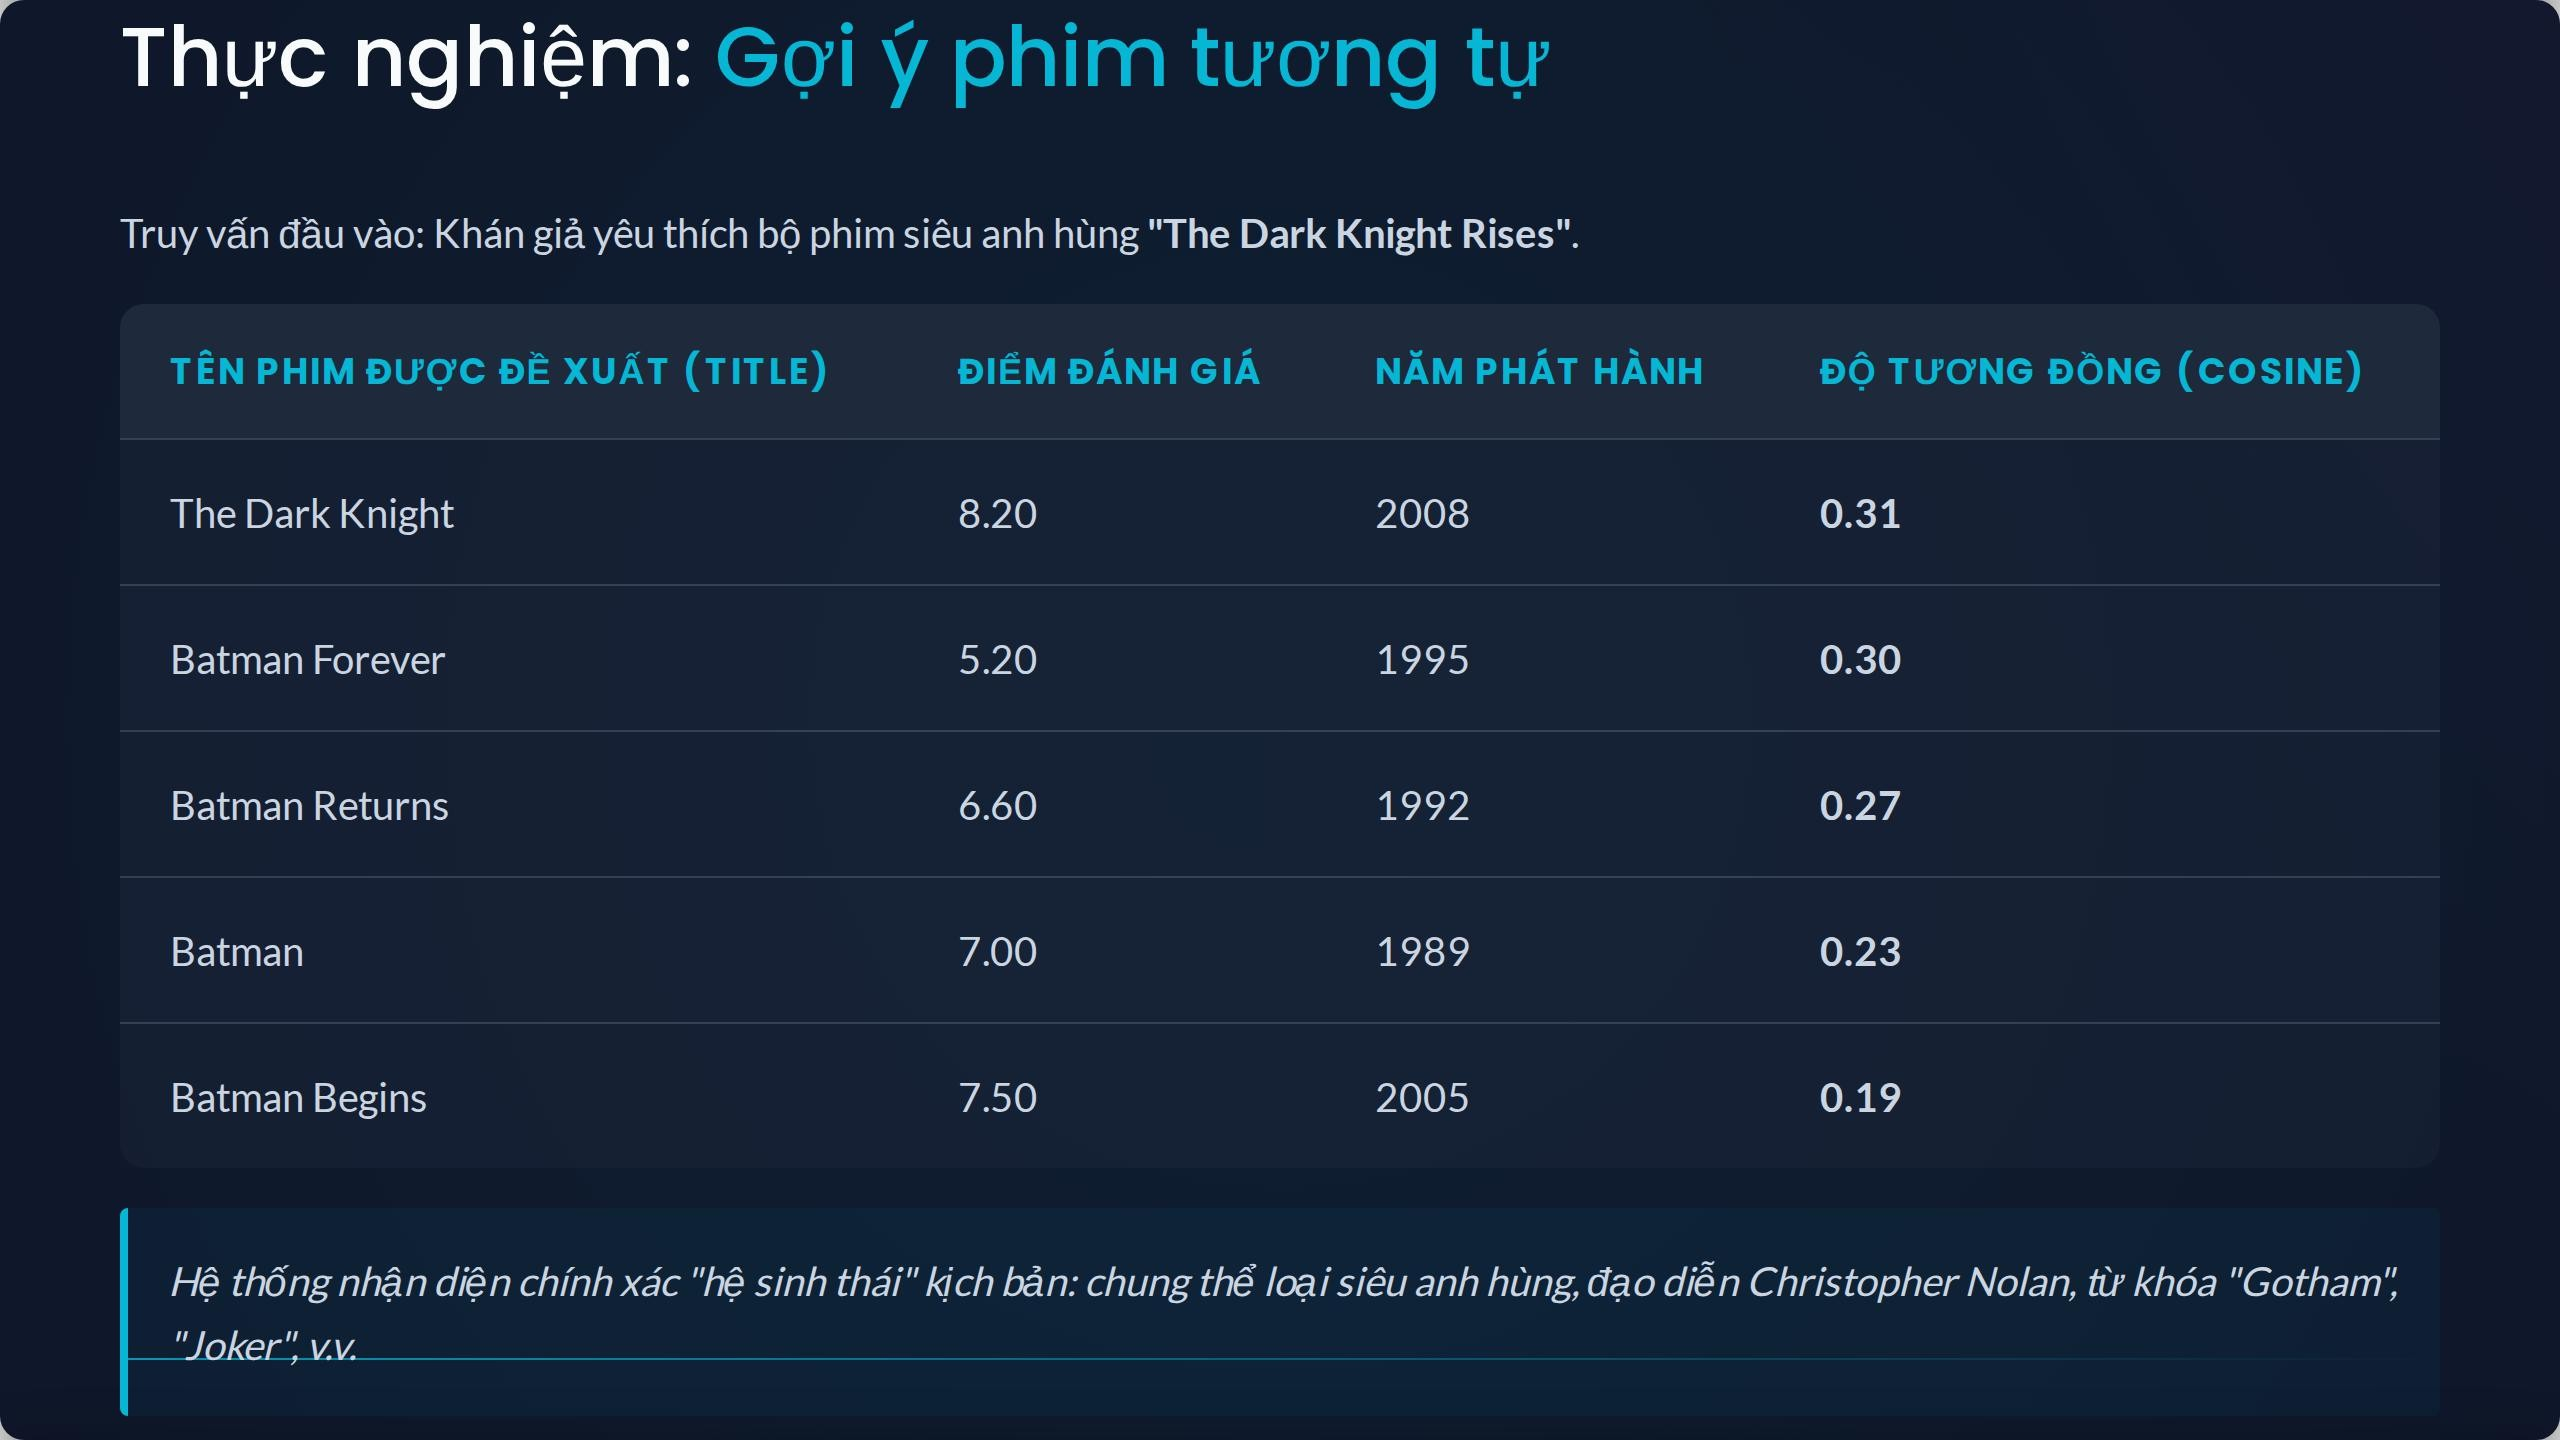 Thực nghiệm: Gợi ý phim tương tự
Truy vấn đầu vào: Khán giả yêu thích bộ phim siêu anh hùng "The Dark Knight Rises".
TÊN PHIM ĐƯỢC ĐỀ XUẤT (TITLE) ĐIỂM ĐÁNH GIÁ NĂM PHÁT HÀNH ĐỘ TƯƠNG ĐỒNG (COSINE)
The Dark Knight 8.20 2008 0.31
Batman Forever 5.20 1995 0.30
Batman Returns 6.60 1992 0.27
Batman 7.00 1989 0.23
Batman Begins 7.50 2005 0.19
Hệ thống nhận diện chính xác "hệ sinh thái" kịch bản: chung thể loại siêu anh hùng, đạo diễn Christopher Nolan, từ khóa "Gotham",
"Joker", v.v.